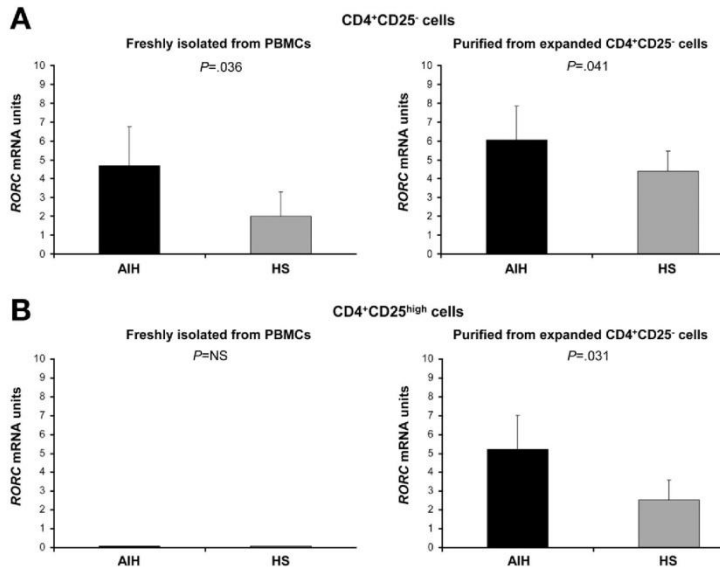 A
CD4⁺CD25⁻ cells
Freshly isolated from PBMCs
P=.036
RORC mRNA units
10
9
8
7
6
5
4
3
2
1
0
AIH HS
Purified from expanded CD4⁺CD25⁻ cells
P=.041
RORC mRNA units
10
9
8
7
6
5
4
3
2
1
0
AIH HS
B
CD4⁺CD25ʰⁱᵍʰ cells
Freshly isolated from PBMCs
P=NS
RORC mRNA units
10
9
8
7
6
5
4
3
2
1
0
AIH HS
Purified from expanded CD4⁺CD25⁻ cells
P=.031
RORC mRNA units
10
9
8
7
6
5
4
3
2
1
0
AIH HS